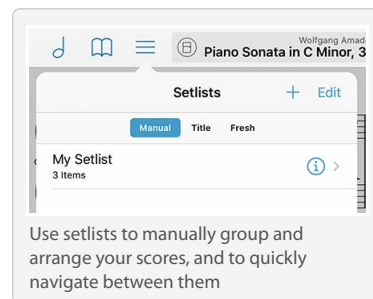 Wolfgang Amad
Piano Sonata in C Minor, 3
Setlists
Edit
Manual Title Fresh
My Setlist
3 Items
Use setlists to manually group and
arrange your scores, and to quickly
navigate between them